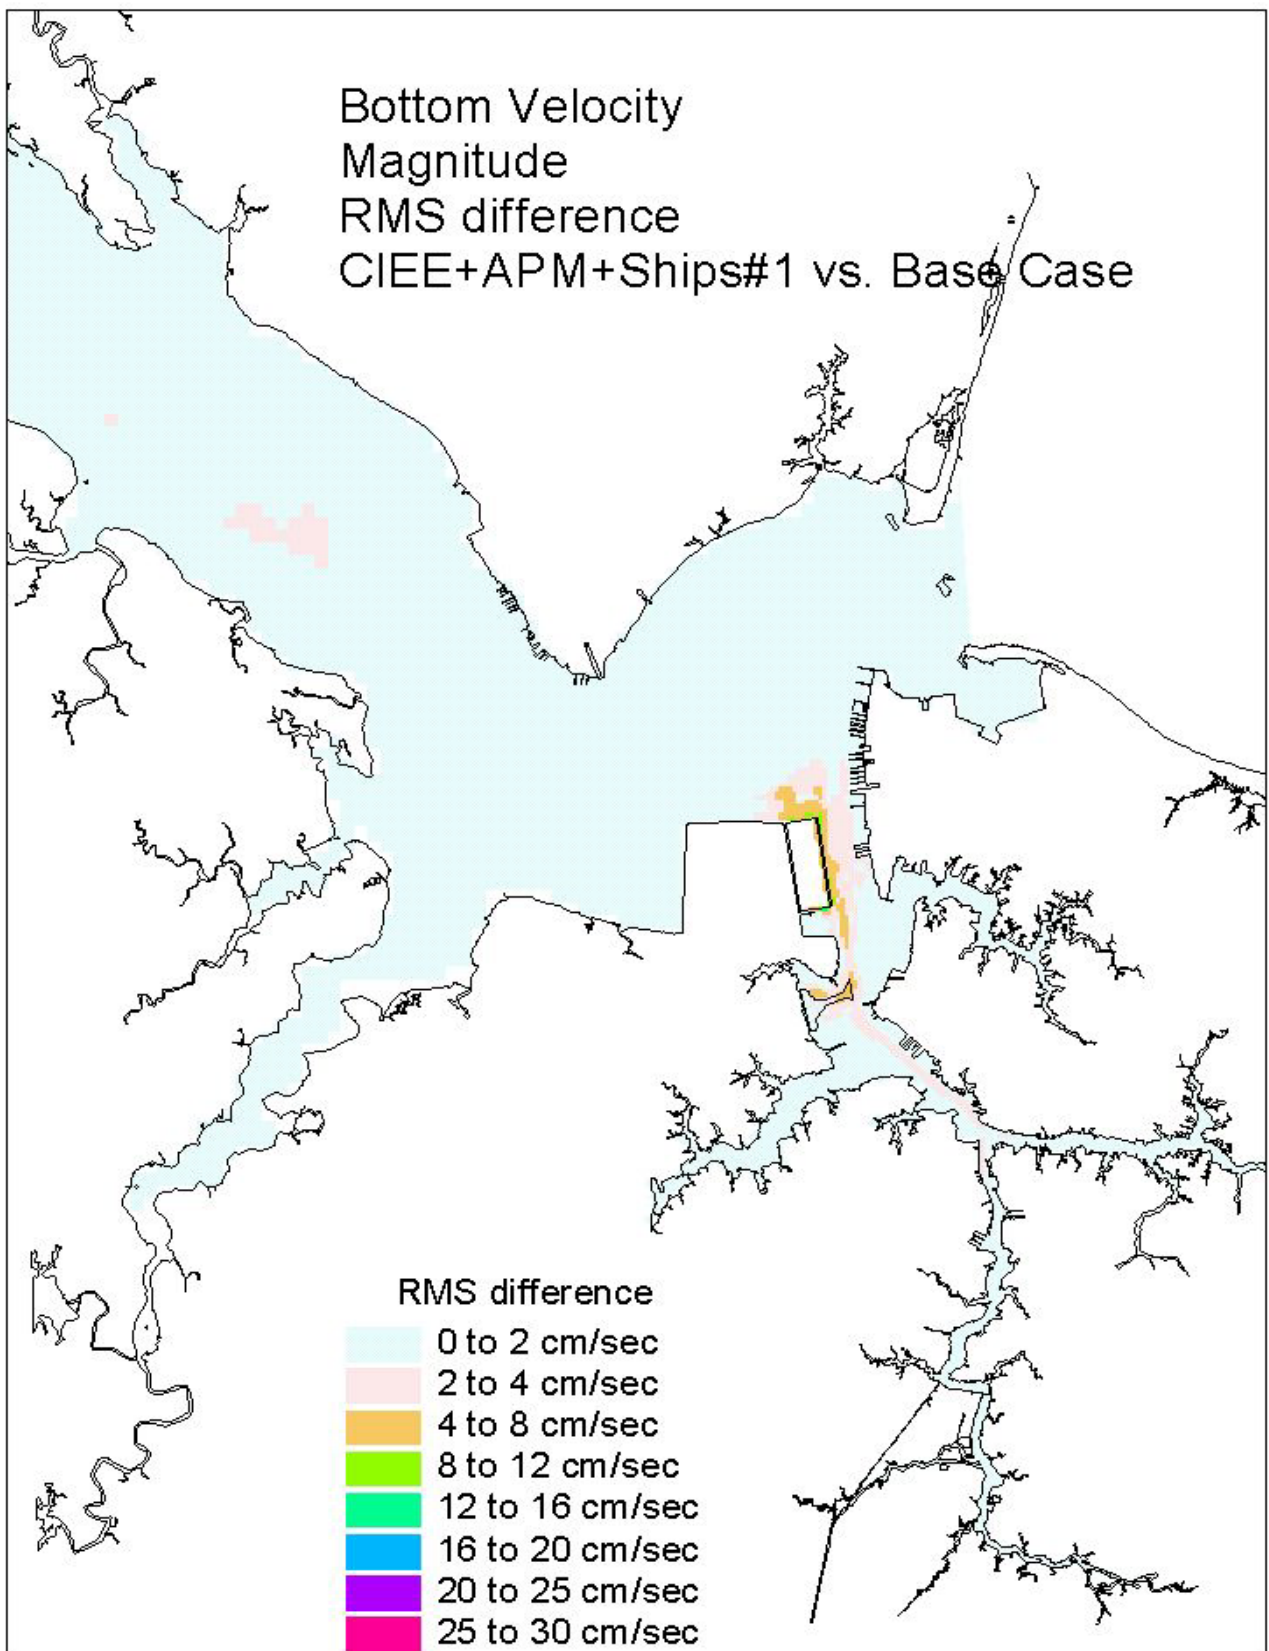 Bottom Velocity
Magnitude
RMS difference
CIEE+APM+Ships#1 vs. Base Case
RMS difference
0 to 2 cm/sec
2 to 4 cm/sec
4 to 8 cm/sec
8 to 12 cm/sec
12 to 16 cm/sec
16 to 20 cm/sec
20 to 25 cm/sec
25 to 30 cm/sec